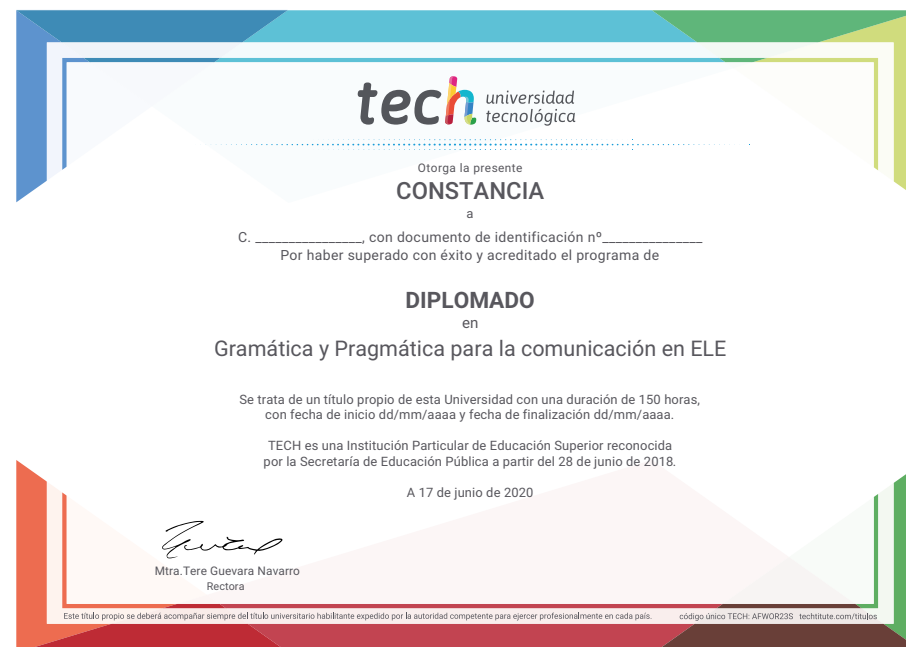 tech universidad
tecnológica
Otorga la presente
CONSTANCIA
a
C. ________________, con documento de identificación nº_______________
Por haber superado con éxito y acreditado el programa de
DIPLOMADO
en
Gramática y Pragmática para la comunicación en ELE
Se trata de un título propio de esta Universidad con una duración de 150 horas,
con fecha de inicio dd/mm/aaaa y fecha de finalización dd/mm/aaaa.
TECH es una Institución Particular de Educación Superior reconocida
por la Secretaría de Educación Pública a partir del 28 de junio de 2018.
A 17 de junio de 2020
Mtra.Tere Guevara Navarro
Rectora
Este título propio se deberá acompañar siempre del título universitario habilitante expedido por la autoridad competente para ejercer profesionalmente en cada país. código único TECH: AFWOR23S techtitute.com/titulos